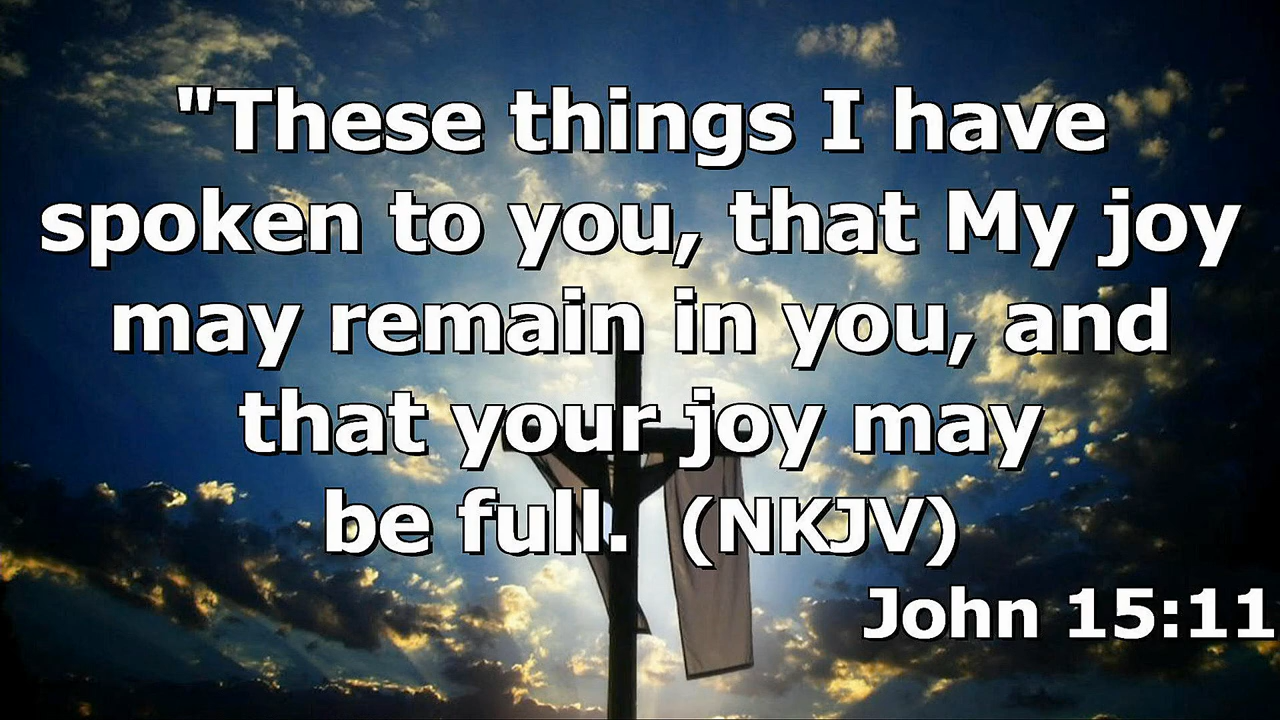 "These things I have
spoken to you, that My joy
may remain in you, and
that your joy may
be full. (NKJV)
John 15:11